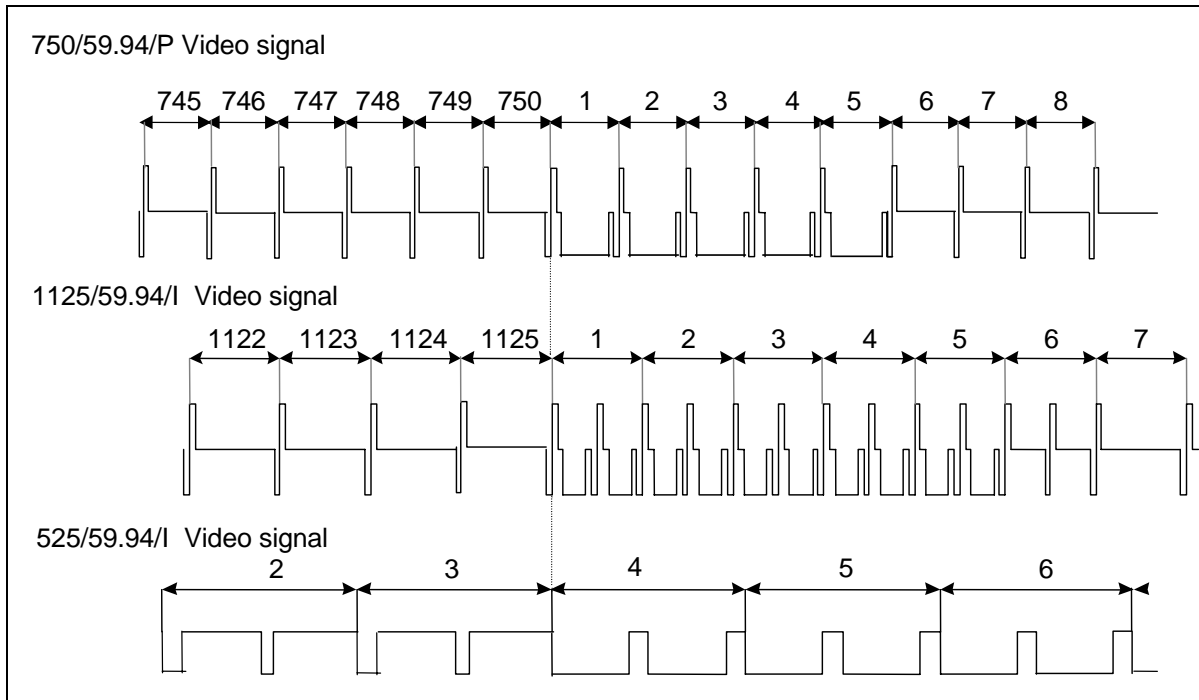 750/59.94/P Video signal
745 746 747 748 749 750 1 2 3 4 5 6 7 8
1125/59.94/I Video signal
1122 1123 1124 1125 1 2 3 4 5 6 7
525/59.94/I Video signal
2 3 4 5 6